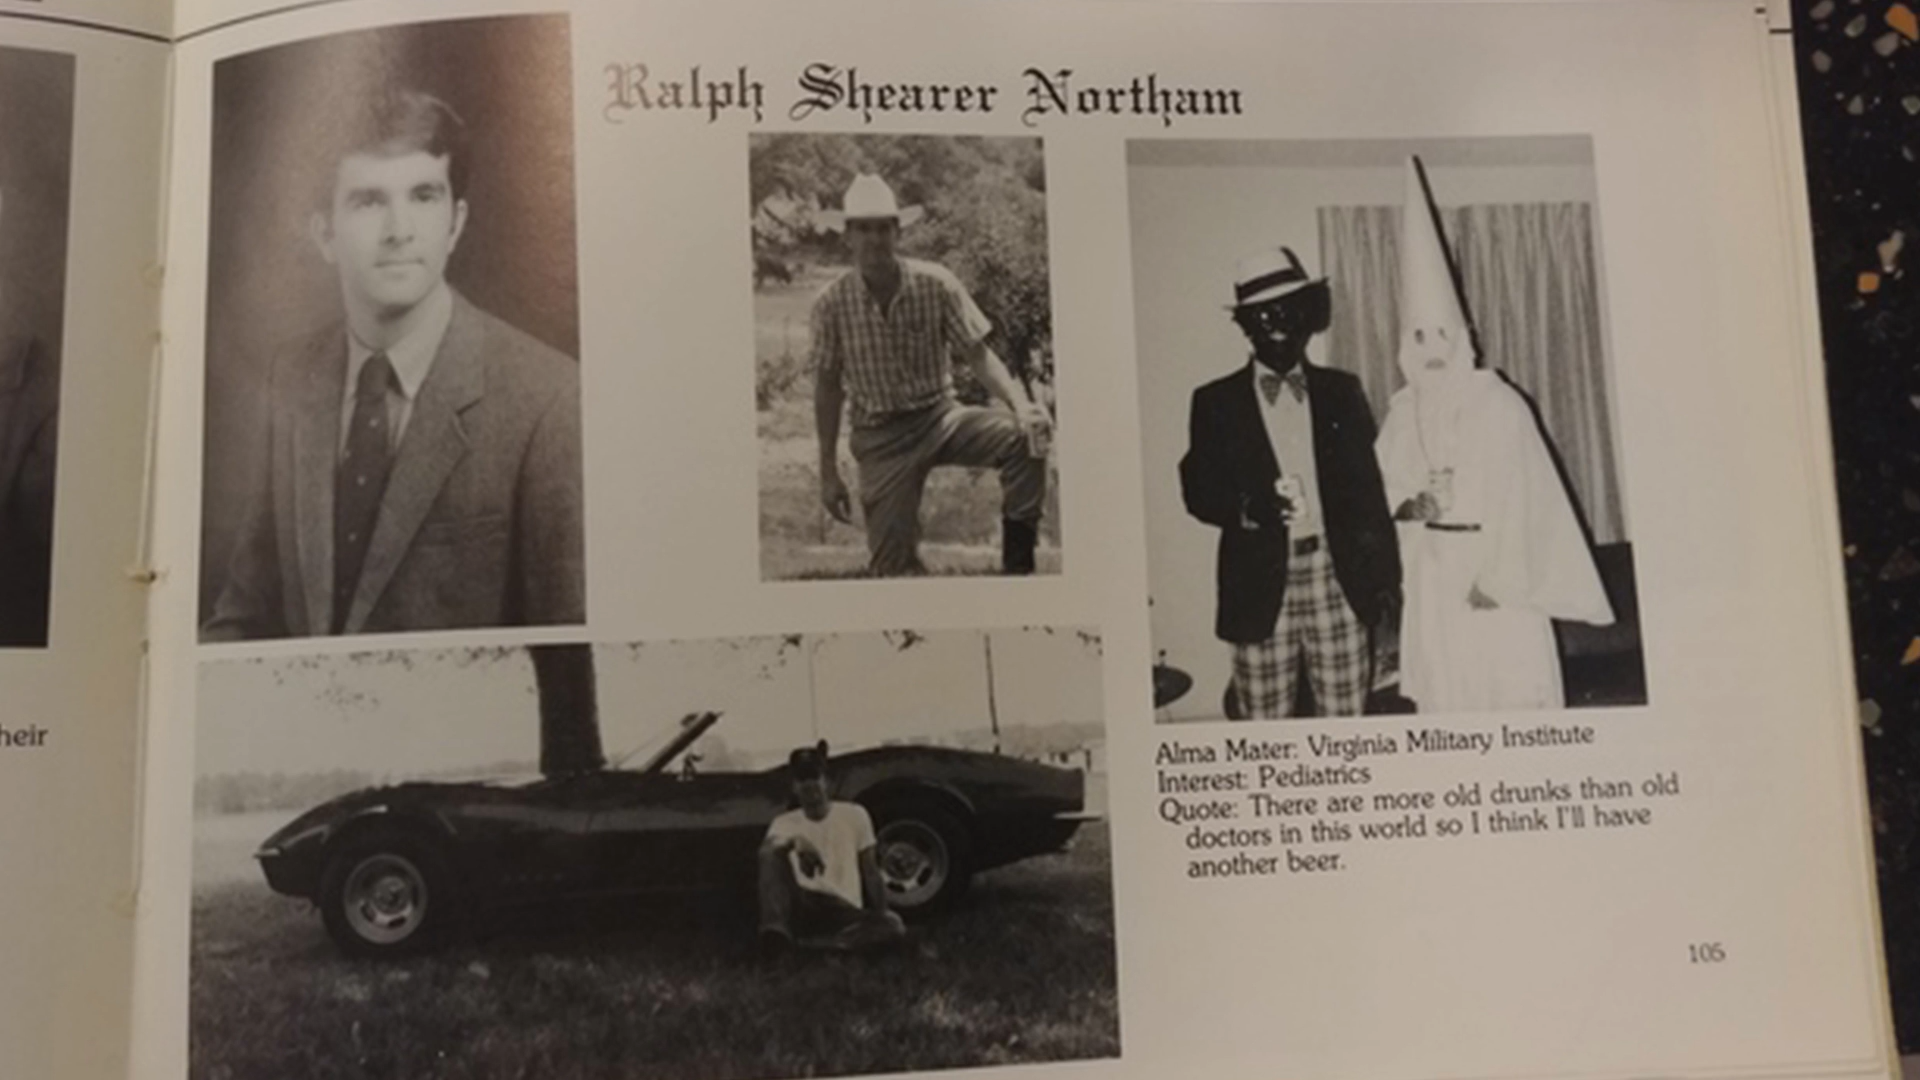 Ralph Shearer Northam
heir
Alma Mater: Virginia Military Institute
Interest: Pediatrics
Quote: There are more old drunks than old
doctors in this world so I think I'll have
another beer.
105